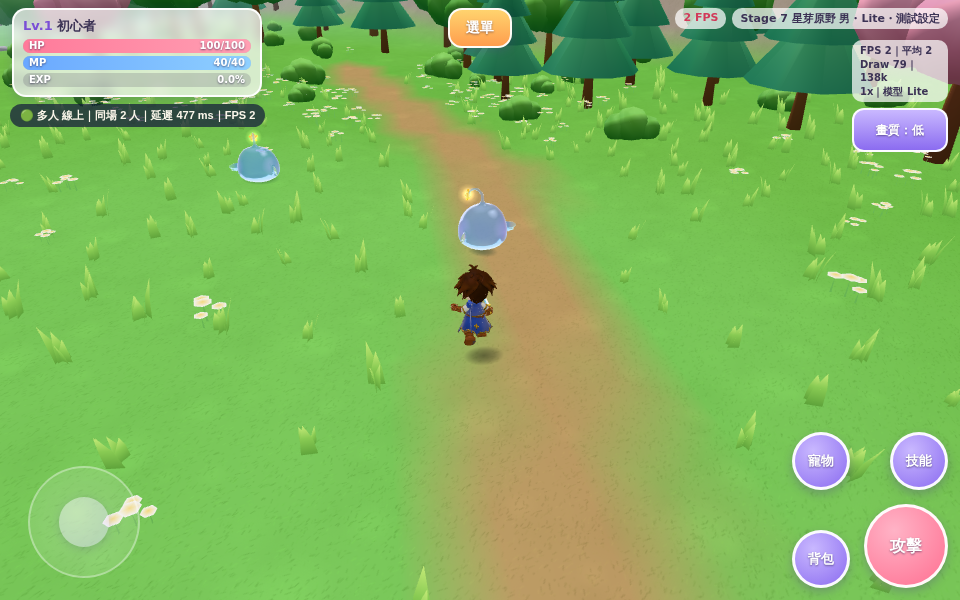 Lv.1 初心者
HP 100/100
MP 40/40
EXP 0.0%
多人 線上｜同場 2 人｜延遲 477 ms｜FPS 2
選單
2 FPS
Stage 7 星芽原野 男・Lite・測試設定
FPS 2｜平均 2
Draw 79｜
138k
1x｜模型 Lite
畫質：低
寵物
技能
背包
攻擊